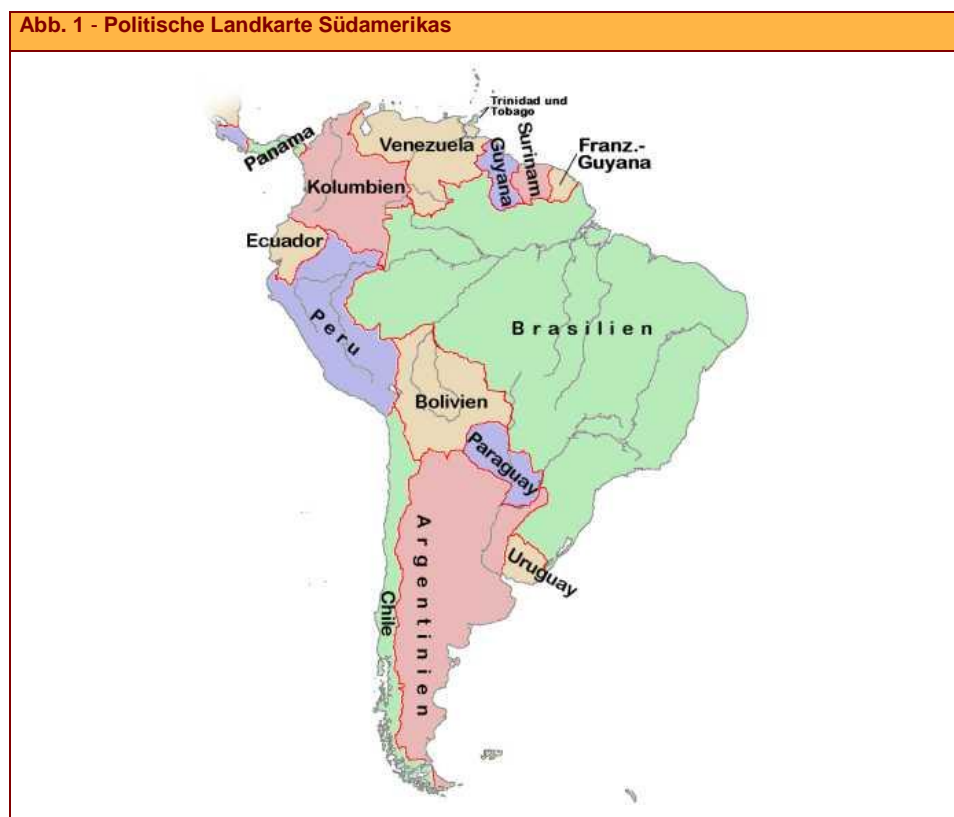 Abb. 1 - Politische Landkarte Südamerikas
Trinidad und
Tobago
Panama
Venezuela
Guyana
Surinam
Franz.-
Guyana
Kolumbien
Ecuador
Peru
Brasilien
Bolivien
Paraguay
Argentinien
Uruguay
Chile